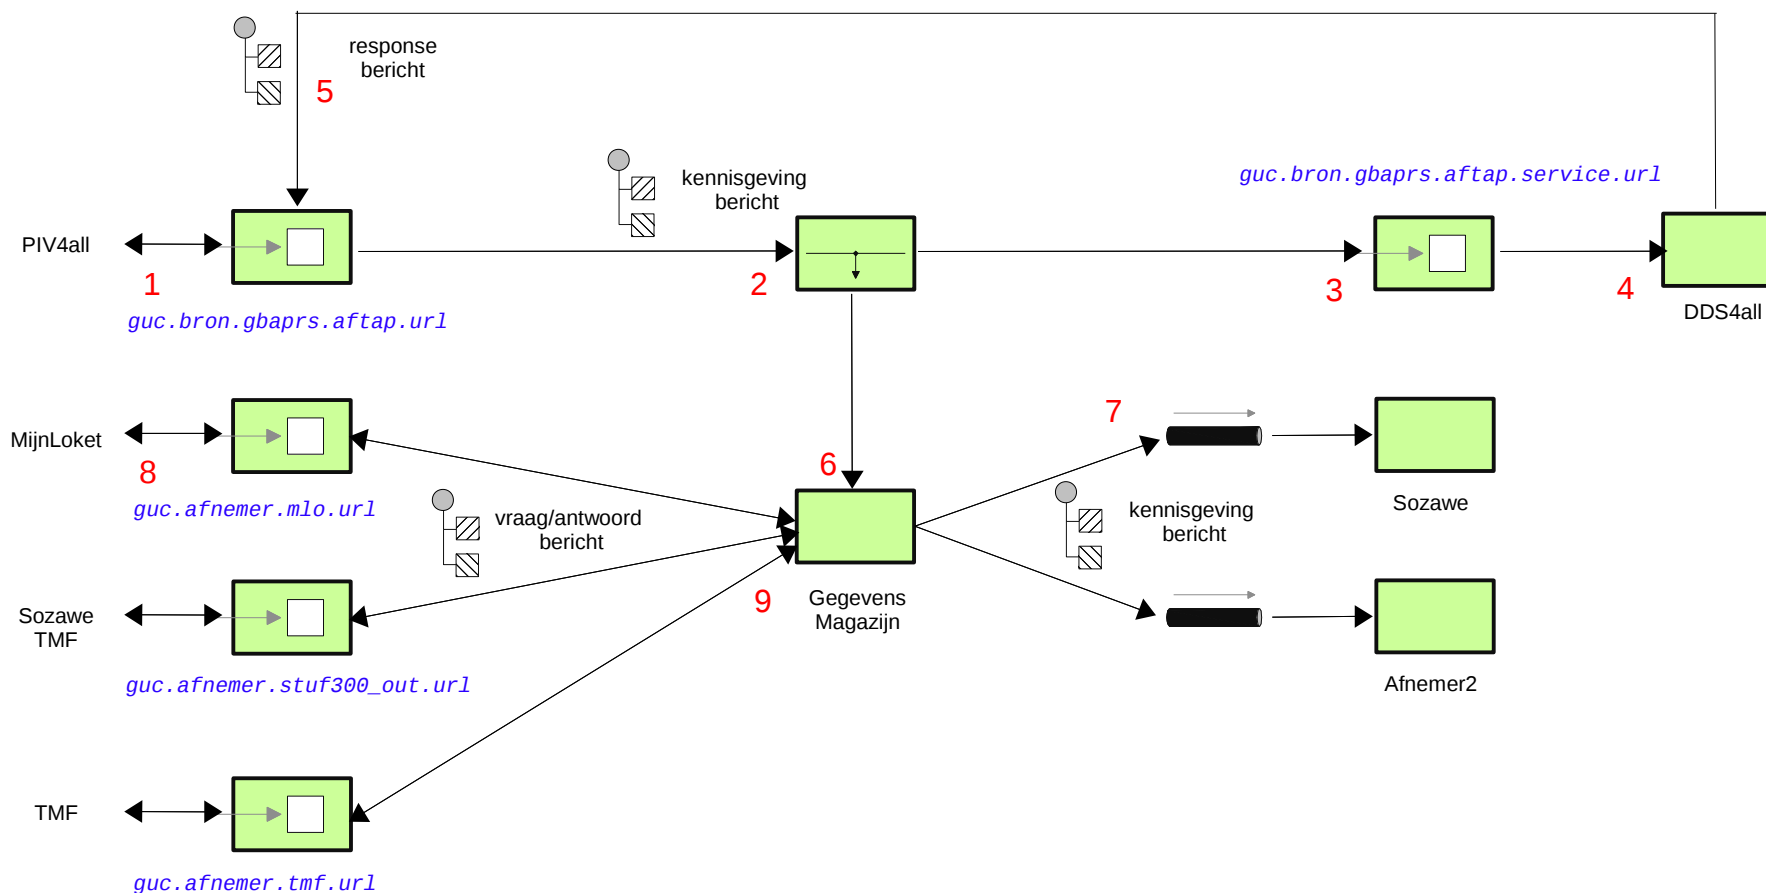 response
bericht
5
kennisgeving
bericht
guc.bron.gbaprs.aftap.service.url
PIV4all
1
2
3
4
guc.bron.gbaprs.aftap.url
DDS4all
MijnLoket
8
7
6
guc.afnemer.mlo.url
vraag/antwoord
bericht
kennisgeving
bericht
Sozawe
9
Gegevens
Magazijn
Sozawe
TMF
guc.afnemer.stuf300_out.url
Afnemer2
TMF
guc.afnemer.tmf.url